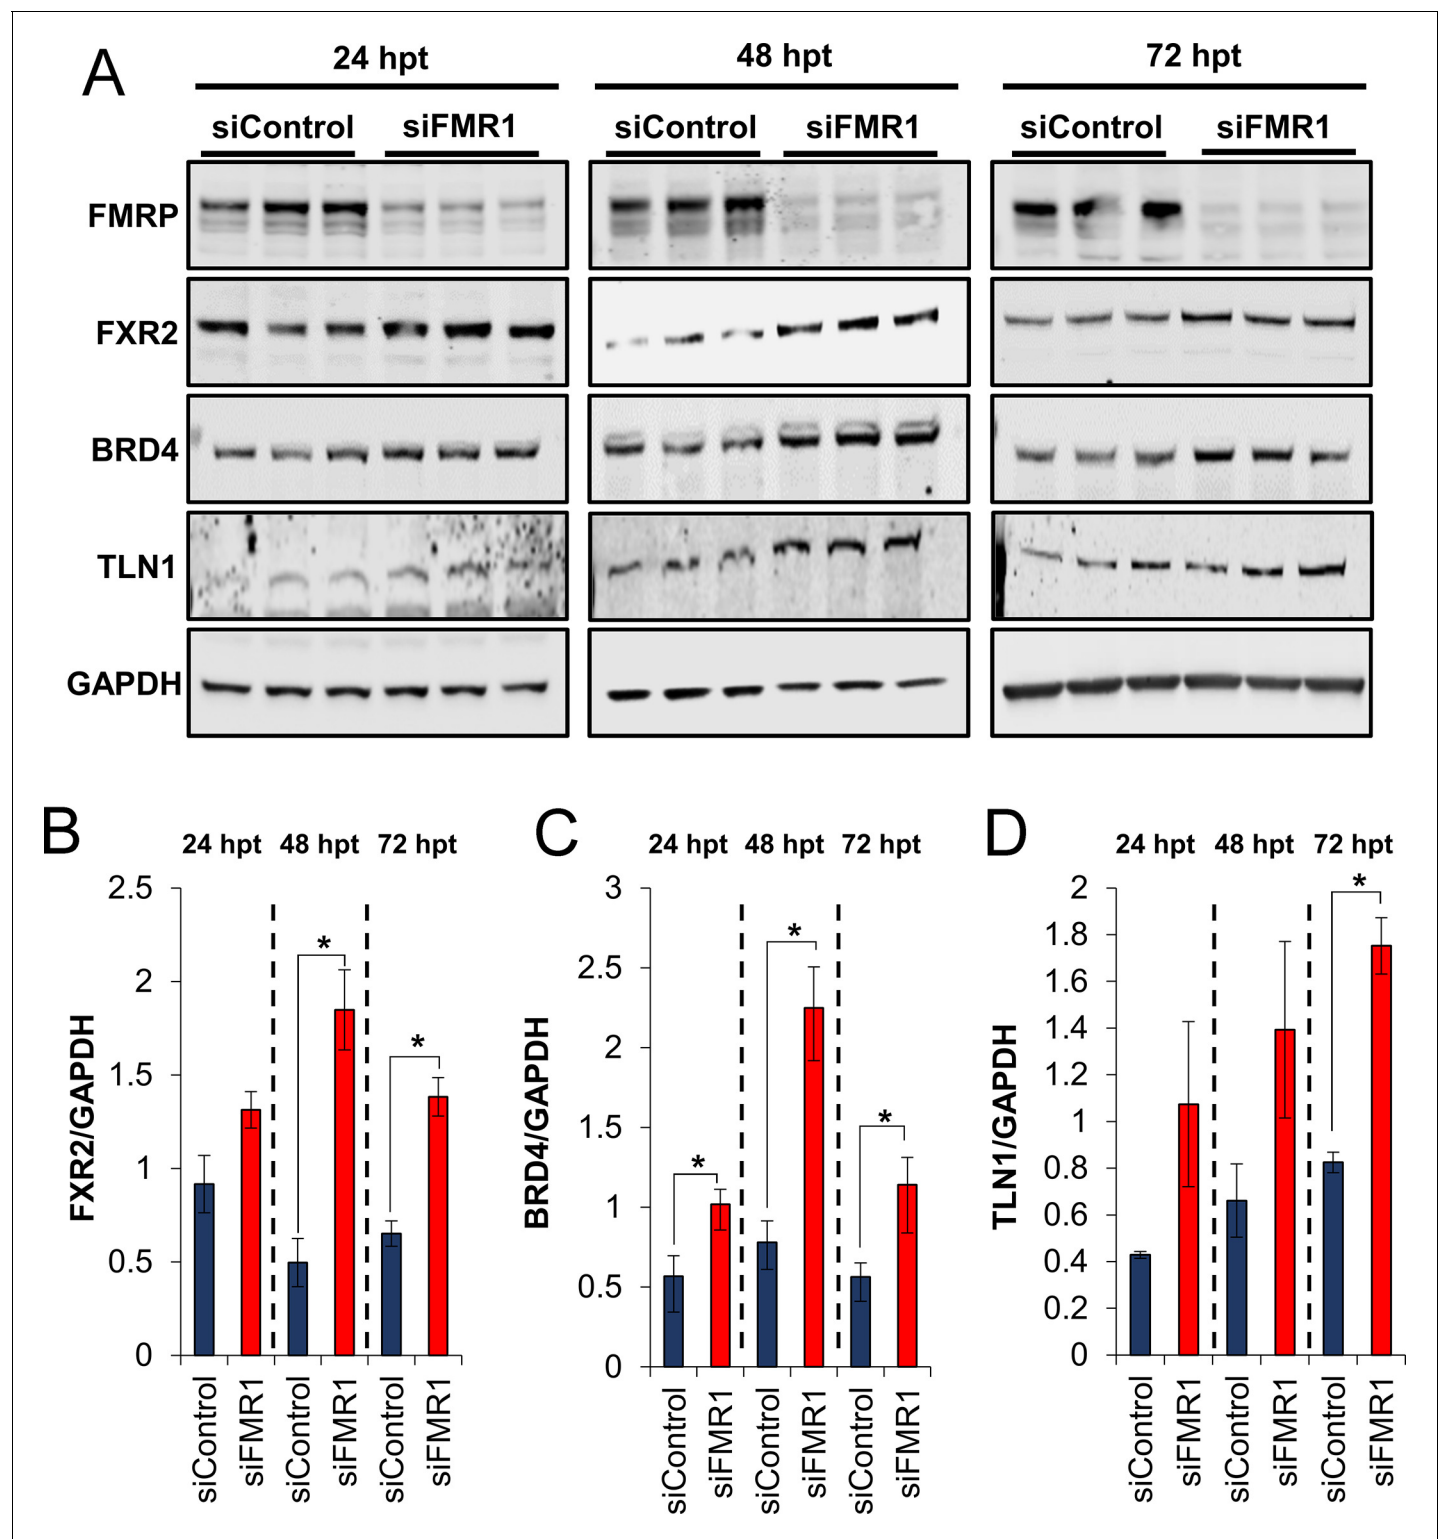 A
24 hpt 48 hpt 72 hpt
siControl siFMR1 siControl siFMR1 siControl siFMR1
FMRP
FXR2
BRD4
TLN1
GAPDH
B
24 hpt 48 hpt 72 hpt
FXR2/GAPDH
2.5
2
1.5
1
0.5
0
* *
siControl siFMR1 siControl siFMR1 siControl siFMR1
C
24 hpt 48 hpt 72 hpt
BRD4/GAPDH
3
2.5
2
1.5
1
0.5
0
* * *
siControl siFMR1 siControl siFMR1 siControl siFMR1
D
24 hpt 48 hpt 72 hpt
TLN1/GAPDH
2
1.8
1.6
1.4
1.2
1
0.8
0.6
0.4
0.2
0
*
siControl siFMR1 siControl siFMR1 siControl siFMR1